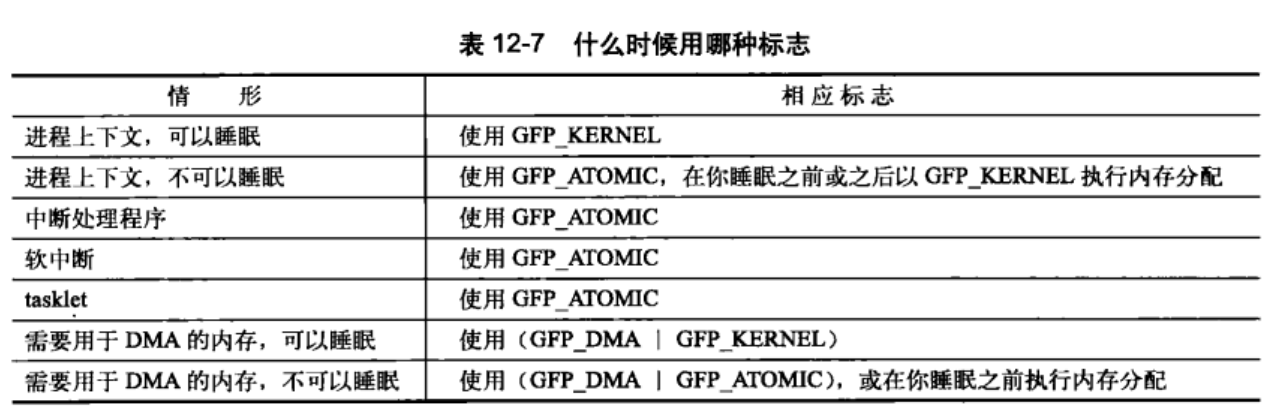 表 12-7 什么时候用哪种标志
情 形 相应标志
进程上下文，可以睡眠 使用 GFP_KERNEL
进程上下文，不可以睡眠 使用 GFP_ATOMIC，在你睡眠之前或之后以 GFP_KERNEL 执行内存分配
中断处理程序 使用 GFP_ATOMIC
软中断 使用 GFP_ATOMIC
tasklet 使用 GFP_ATOMIC
需要用于 DMA 的内存，可以睡眠 使用（GFP_DMA | GFP_KERNEL）
需要用于 DMA 的内存，不可以睡眠 使用（GFP_DMA | GFP_ATOMIC），或在你睡眠之前执行内存分配